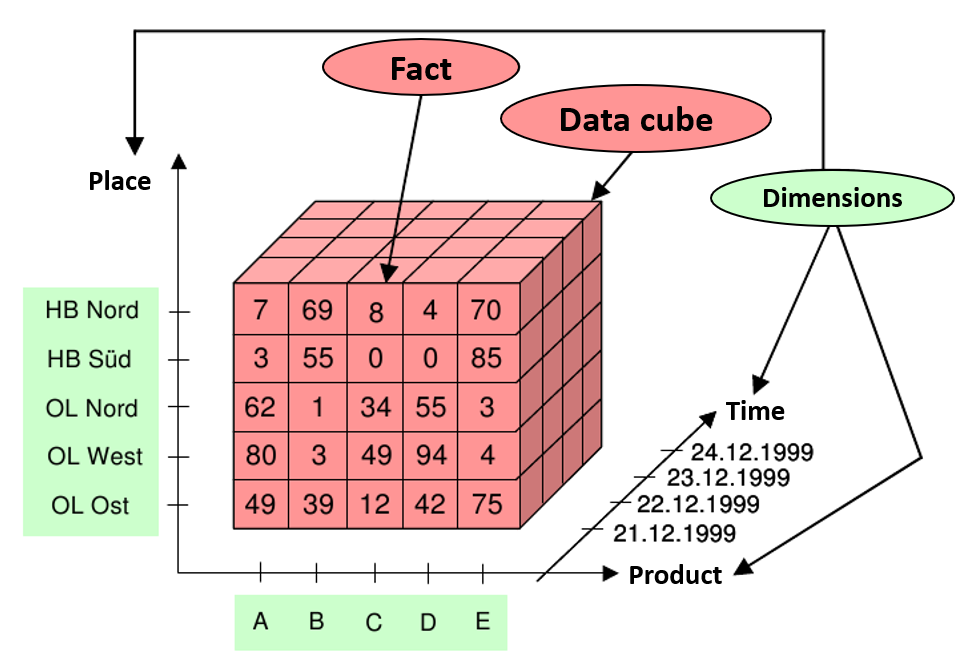 Fact
Data cube
Place
Dimensions
HB Nord 7 69 8 4 70
HB Süd 3 55 0 0 85
OL Nord 62 1 34 55 3
OL West 80 3 49 94 4
OL Ost 49 39 12 42 75
Time
24.12.1999
23.12.1999
22.12.1999
21.12.1999
Product
A B C D E